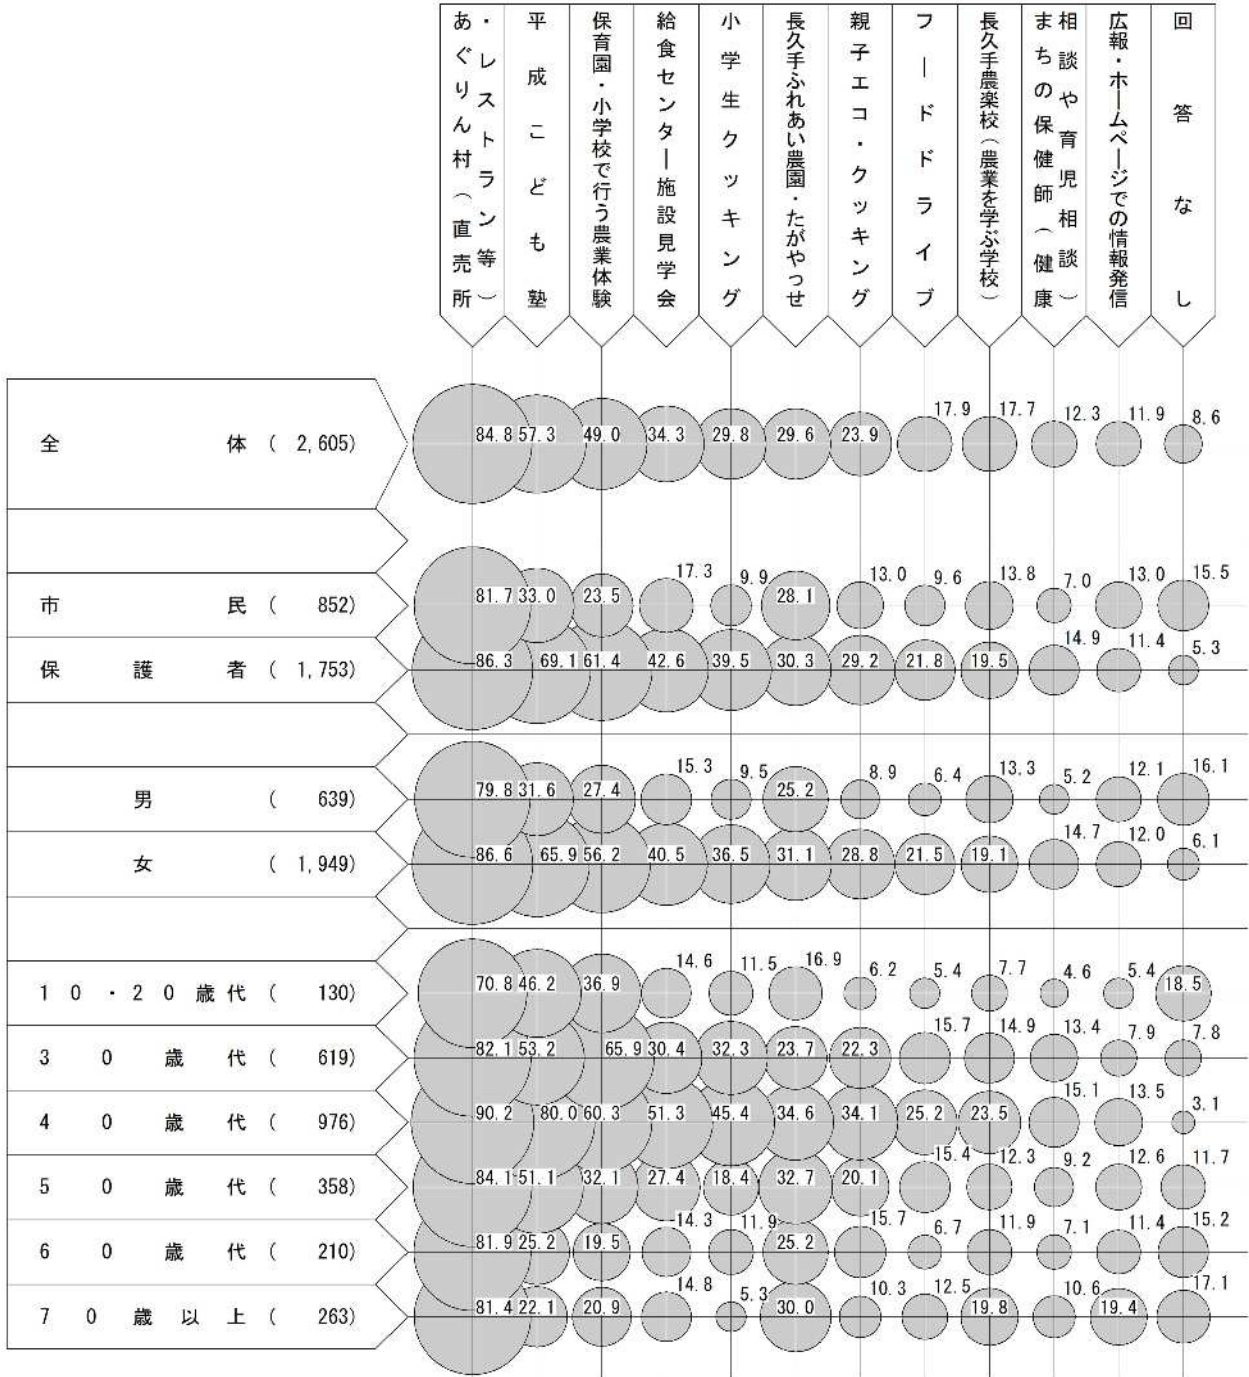 あぐりん村（直売所
・レストラン等）
平成こども塾
保育園・小学校で行う農業体験
給食センター施設見学会
小学生クッキング
長久手ふれあい農園・たがやっせ
親子エコ・クッキング
フードドライブ
長久手農楽校（農業を学ぶ学校）
まちの保健師（健康
相談や育児相談）
広報・ホームページでの情報発信
回答なし
全体 ( 2,605) 84.8 57.3 49.0 34.3 29.8 29.6 23.9 17.9 17.7 12.3 11.9 8.6
市民 ( 852) 81.7 33.0 23.5 17.3 9.9 28.1 13.0 9.6 13.8 7.0 13.0 15.5
保護者 ( 1,753) 86.3 69.1 61.4 42.6 39.5 30.3 29.2 21.8 19.5 14.9 11.4 5.3
男 ( 639) 79.8 31.6 27.4 15.3 9.5 25.2 8.9 6.4 13.3 5.2 12.1 16.1
女 ( 1,949) 86.6 65.9 56.2 40.5 36.5 31.1 28.8 21.5 19.1 14.7 12.0 6.1
10・20歳代 ( 130) 70.8 46.2 36.9 14.6 11.5 16.9 6.2 5.4 7.7 4.6 5.4 18.5
30歳代 ( 619) 82.1 53.2 65.9 30.4 32.3 23.7 22.3 15.7 14.9 13.4 7.9 7.8
40歳代 ( 976) 90.2 80.0 60.3 51.3 45.4 34.6 34.1 25.2 23.5 15.1 13.5 3.1
50歳代 ( 358) 84.1 51.1 32.1 27.4 18.4 32.7 20.1 15.4 12.3 9.2 12.6 11.7
60歳代 ( 210) 81.9 25.2 19.5 14.3 11.9 25.2 15.7 6.7 11.9 7.1 11.4 15.2
70歳以上 ( 263) 81.4 22.1 20.9 14.8 5.3 30.0 10.3 12.5 19.8 10.6 19.4 17.1